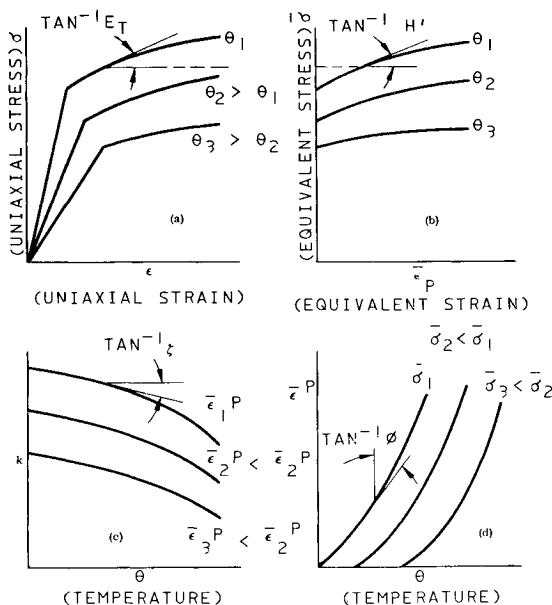 TAN⁻¹E_T
(UNIAXIAL STRESS) σ
θ₁
θ₂ > θ₁
θ₃ > θ₂
(a)
ϵ
(UNIAXIAL STRAIN)
TAN⁻¹ H'
(EQUIVALENT STRESS) σ̄
θ₁
θ₂
θ₃
(b)
ϵ̄_P
(EQUIVALENT STRAIN)
TAN⁻¹ζ
k
ε̄₁ᴾ
ε̄₂ᴾ < ε̄₂ᴾ
ε̄₃ᴾ < ε̄₂ᴾ
(c)
θ
(TEMPERATURE)
σ̄₂ < σ̄₁
σ̄₁
σ̄₃ < σ̄₂
ε̄ᴾ
TAN⁻¹ø
(d)
θ
(TEMPERATURE)